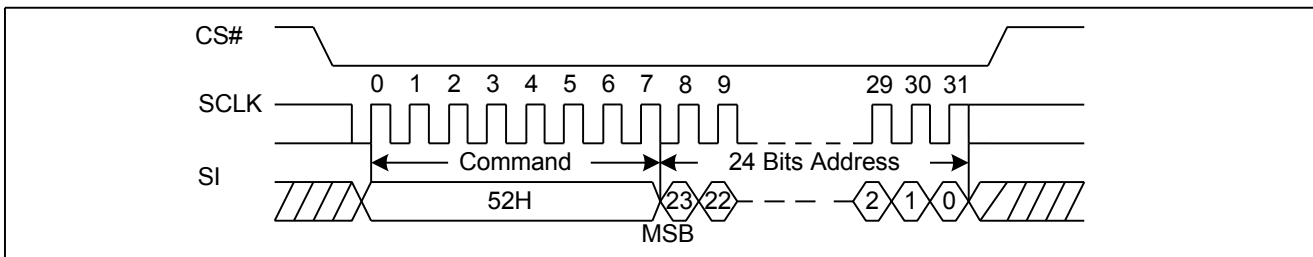 CS#
0 1 2 3 4 5 6 7 8 9 29 30 31
SCLK
Command 24 Bits Address
SI
52H 23 22 2 1 0
MSB